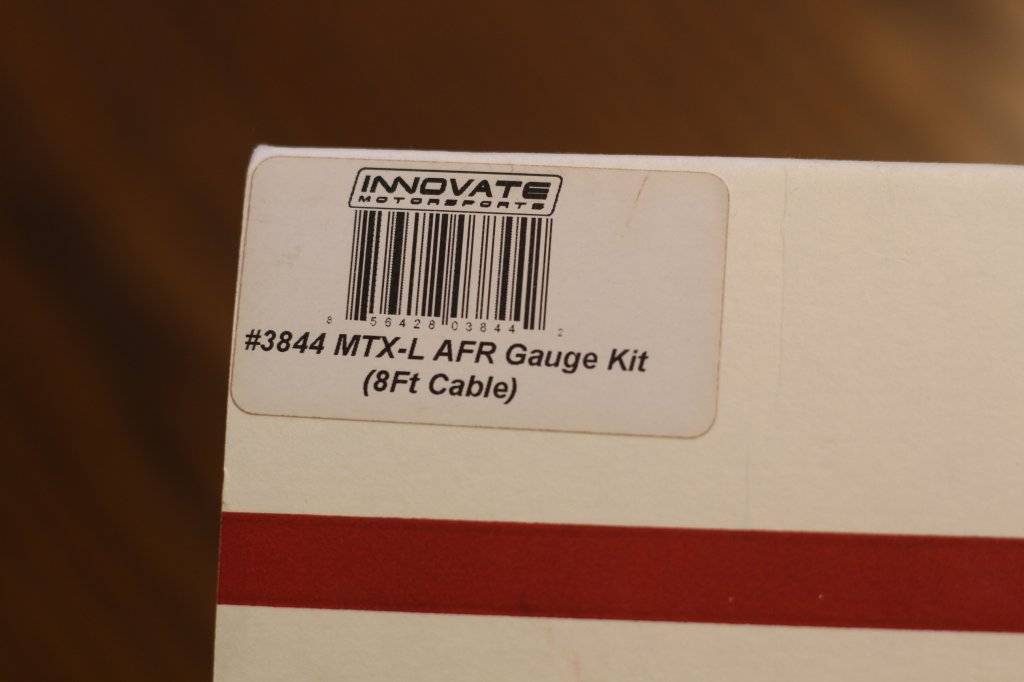 INNOVATE
MOTORSPORTS
8 56428 03844 2
#3844 MTX-L AFR Gauge Kit
(8Ft Cable)